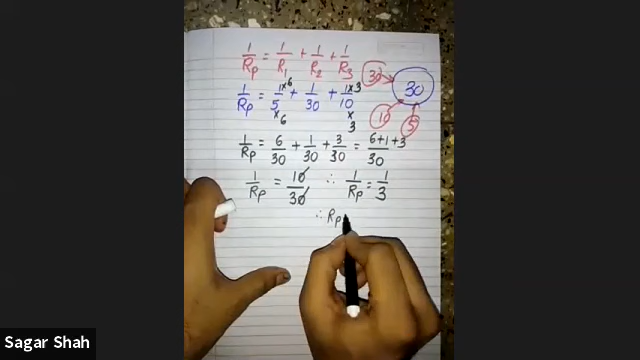 1/Rp = 1/R1 + 1/R2 + 1/R3
30
30
1/Rp = 1×6/5×6 + 1/30 + 1×3/10×3
10
5
1/Rp = 6/30 + 1/30 + 3/30 = 6+1+3/30
1/Rp = 10/30 ∴ 1/Rp = 1/3
∴ Rp
Sagar Shah